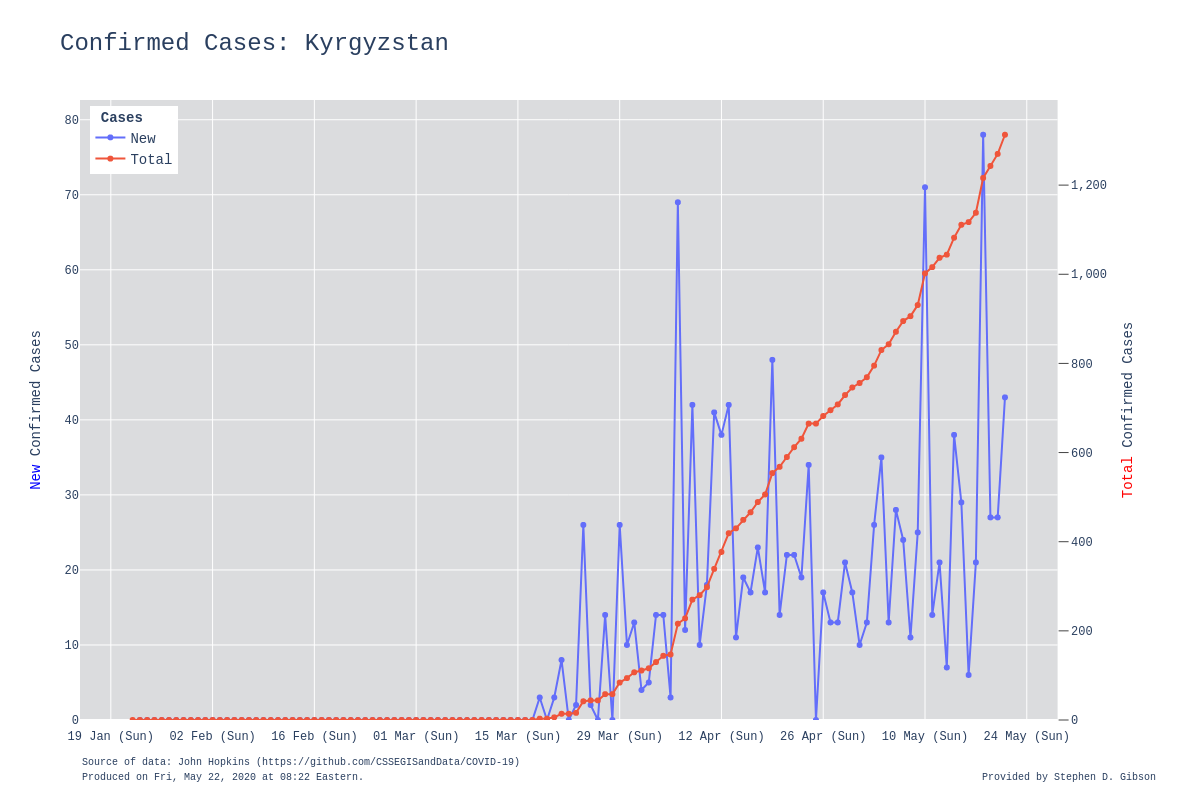 Confirmed Cases: Kyrgyzstan
Cases
New
Total
80
70
60
50
40
30
20
10
0
New Confirmed Cases
1,200
1,000
800
600
400
200
0
Total Confirmed Cases
19 Jan (Sun) 02 Feb (Sun) 16 Feb (Sun) 01 Mar (Sun) 15 Mar (Sun) 29 Mar (Sun) 12 Apr (Sun) 26 Apr (Sun) 10 May (Sun) 24 May (Sun)
Source of data: John Hopkins (https://github.com/CSSEGISandData/COVID-19)
Produced on Fri, May 22, 2020 at 08:22 Eastern.
Provided by Stephen D. Gibson